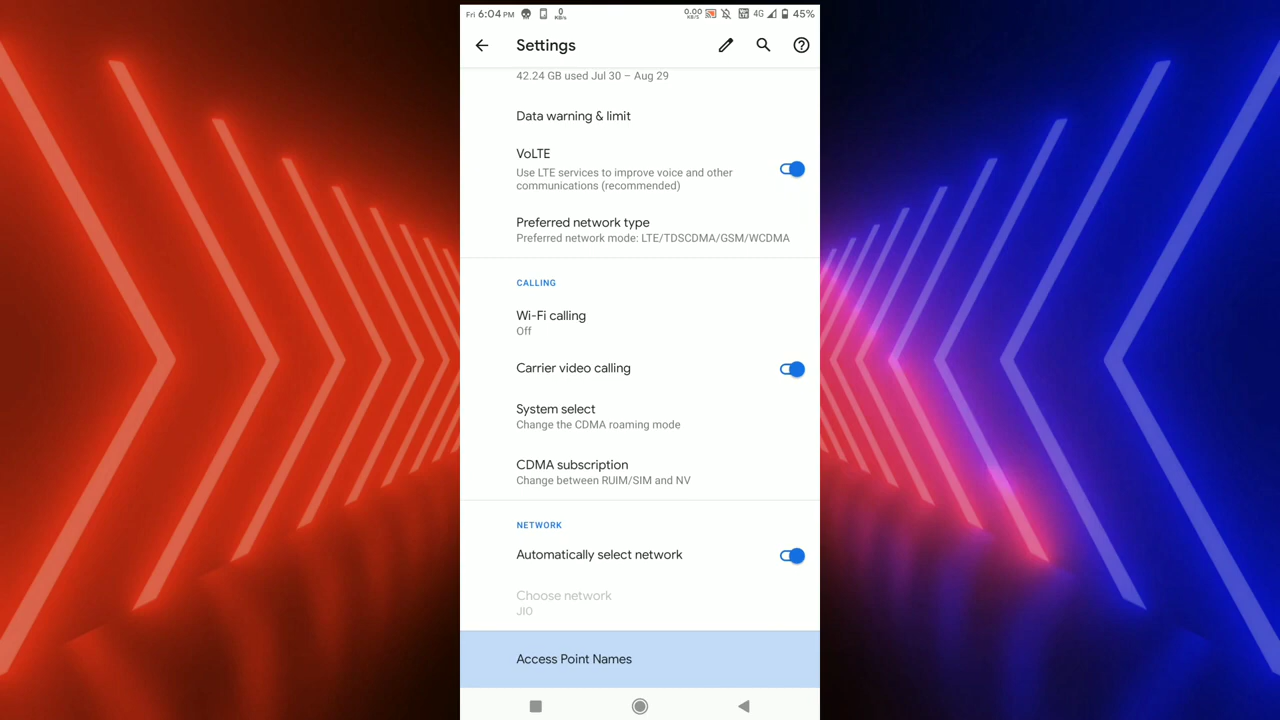 Fri 6:04 PM 0 KB/s 0.00 KB/S 4G 45%
Settings
42.24 GB used Jul 30 – Aug 29
Data warning & limit
VoLTE
Use LTE services to improve voice and other
communications (recommended)
Preferred network type
Preferred network mode: LTE/TDSCDMA/GSM/WCDMA
CALLING
Wi-Fi calling
Off
Carrier video calling
System select
Change the CDMA roaming mode
CDMA subscription
Change between RUIM/SIM and NV
NETWORK
Automatically select network
Choose network
JIO
Access Point Names